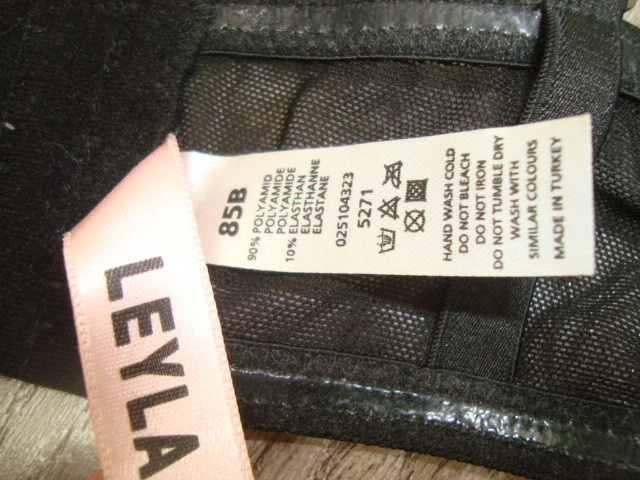 LEYLA
85B
90% POLYAMID
POLYAMIDE
POLYAMIDE
10% ELASTHAN
ELASTHANNE
ELASTANE
025104323
5271
HAND WASH COLD
DO NOT BLEACH
DO NOT IRON
DO NOT TUMBLE DRY
WASH WITH
SIMILAR COLOURS
MADE IN TURKEY